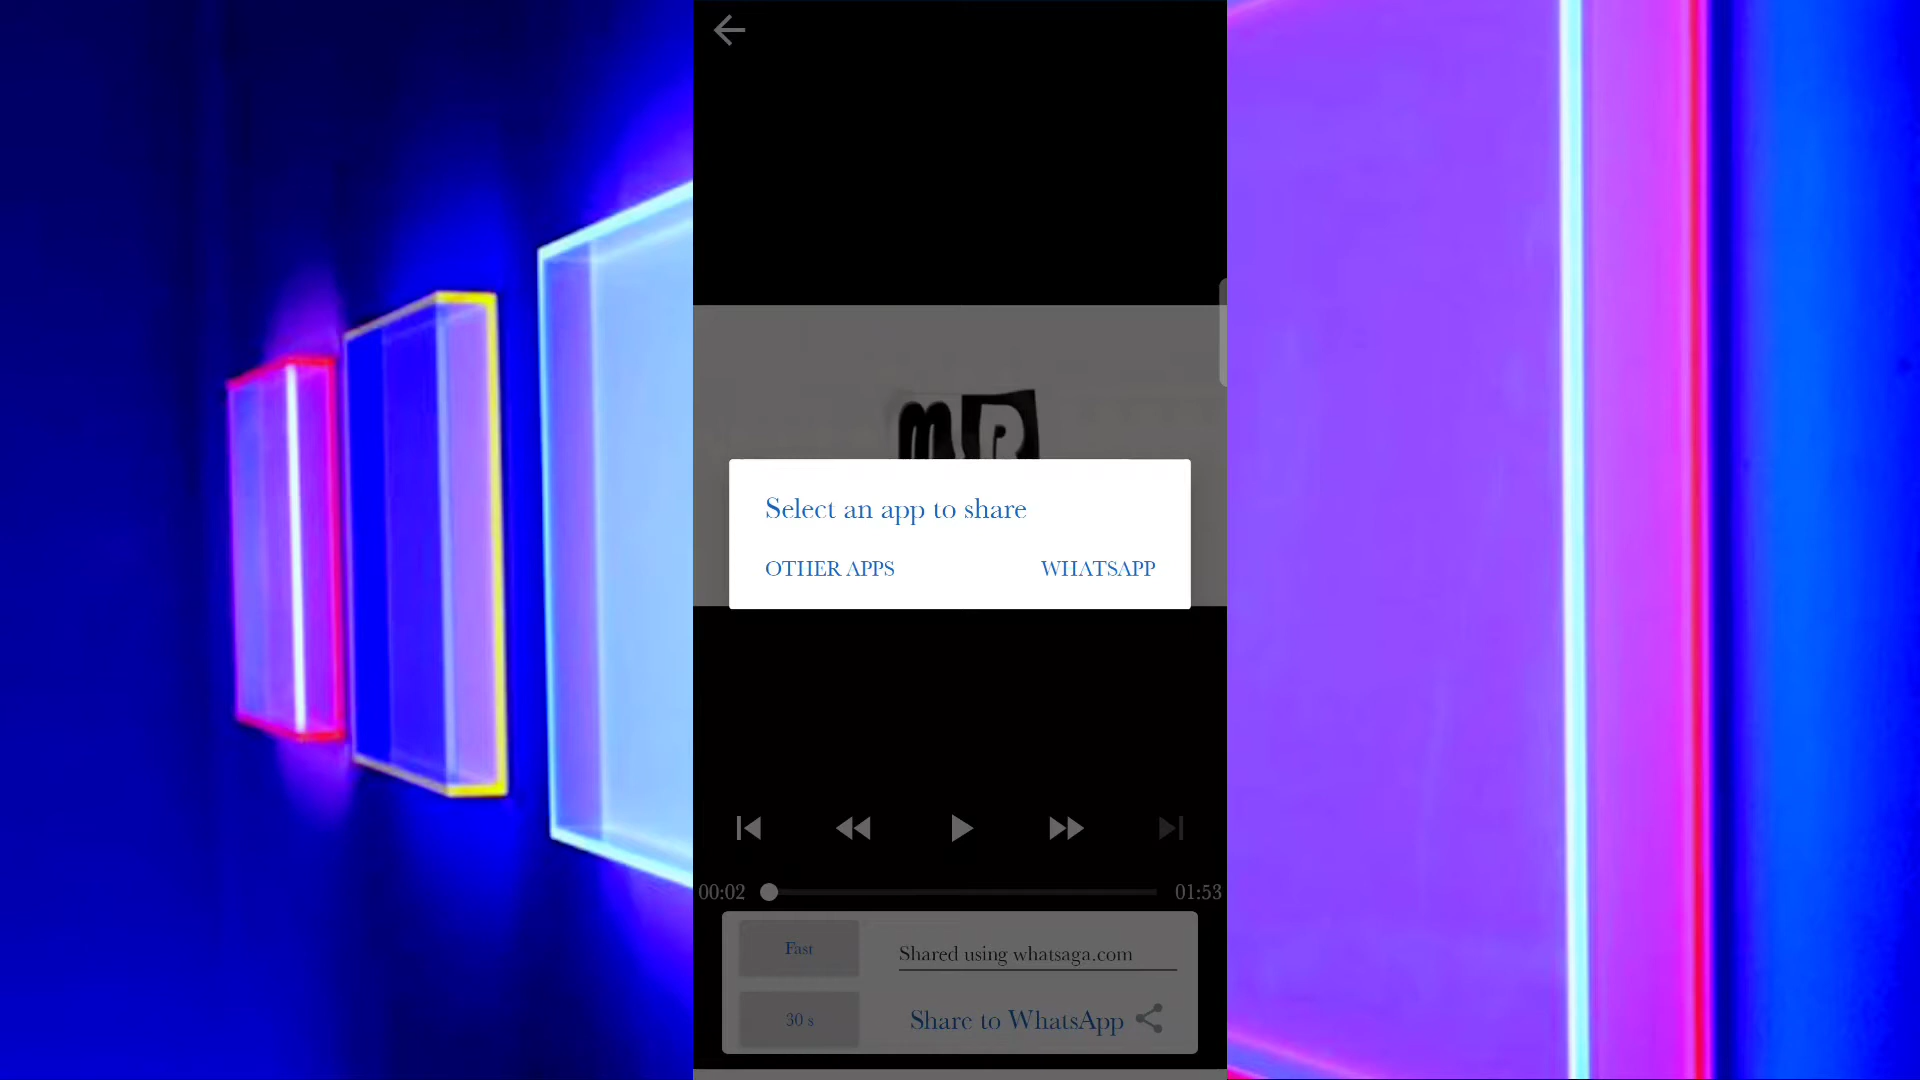 MR
Select an app to share
OTHER APPS
WHATSAPP
00:02
01:53
Fast
Shared using whatsaga.com
30 s
Share to WhatsApp